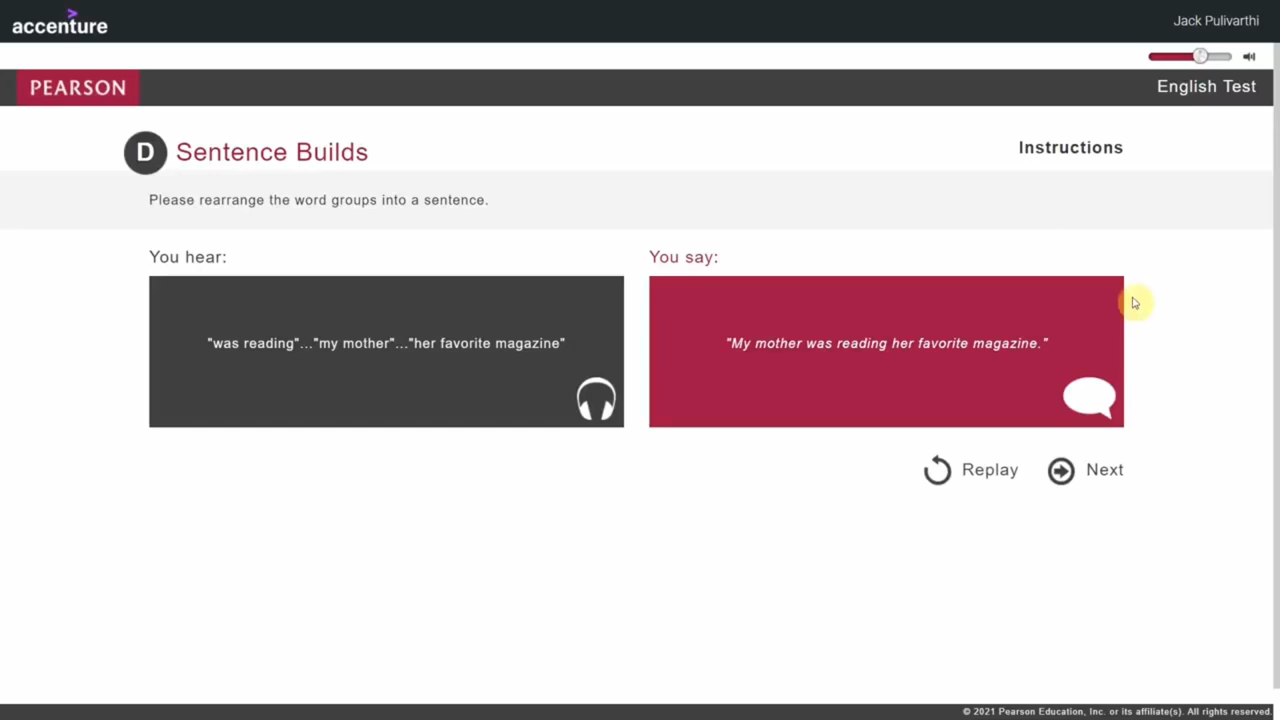 accenture
Jack Pulivarthi
PEARSON
English Test
D Sentence Builds
Instructions
Please rearrange the word groups into a sentence.
You hear:
You say:
"was reading"..."my mother"..."her favorite magazine"
"My mother was reading her favorite magazine."
Replay
Next
© 2021 Pearson Education, Inc. or its affiliate(s). All rights reserved.